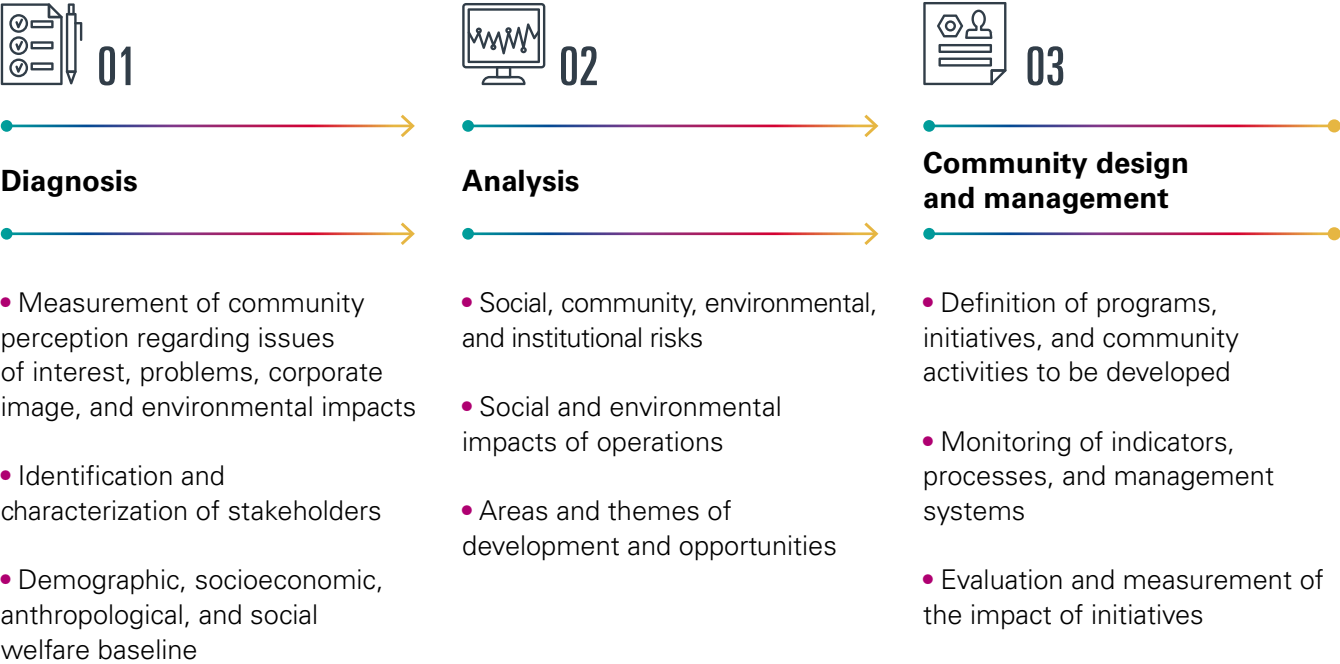 01
Diagnosis
• Measurement of community
perception regarding issues
of interest, problems, corporate
image, and environmental impacts
• Identification and
characterization of stakeholders
• Demographic, socioeconomic,
anthropological, and social
welfare baseline
02
Analysis
• Social, community, environmental,
and institutional risks
• Social and environmental
impacts of operations
• Areas and themes of
development and opportunities
03
Community design
and management
• Definition of programs,
initiatives, and community
activities to be developed
• Monitoring of indicators,
processes, and management
systems
• Evaluation and measurement of
the impact of initiatives